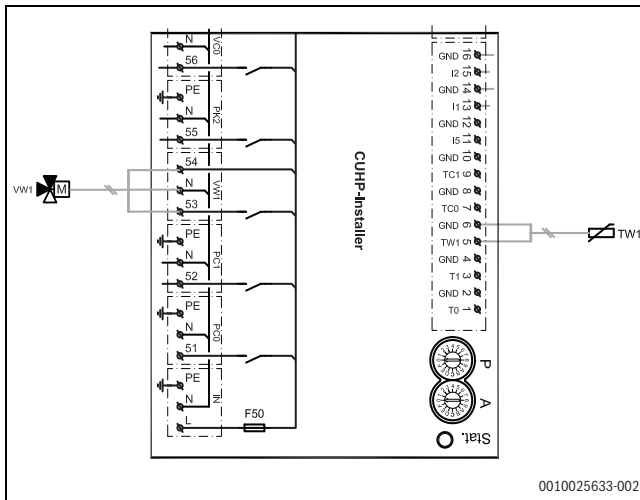 N
VC0
56
PE
PK2
N
55
54
VW1
N
53
PE
PC1
N
52
PE
PC0
N
51
PE
IN
N
L
F50
VW1
M
CUHP-Installer
GND 16
I2 15
GND 14
I1 13
GND 12
I5 11
GND 10
TC1 9
GND 8
TC0 7
GND 6
TW1 5
GND 4
T1 3
GND 2
T0 1
TW1
P
A
Stat.
0010025633-002